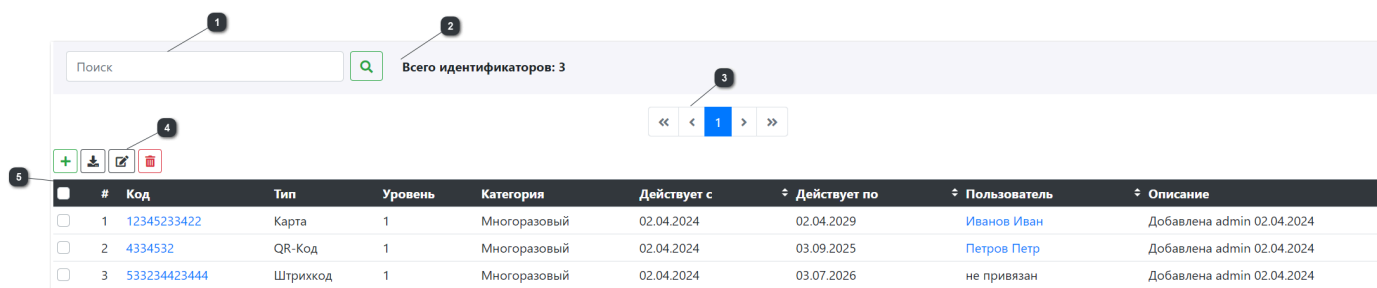 1
2
Поиск
Всего идентификаторов: 3
3
« ‹ 1 › »
4
5
# Код Тип Уровень Категория Действует с Действует по Пользователь Описание
1 12345233422 Карта 1 Многоразовый 02.04.2024 02.04.2029 Иванов Иван Добавлена admin 02.04.2024
2 4334532 QR-Код 1 Многоразовый 02.04.2024 03.09.2025 Петров Петр Добавлена admin 02.04.2024
3 533234423444 Штрихкод 1 Многоразовый 02.04.2024 03.07.2026 не привязан Добавлена admin 02.04.2024